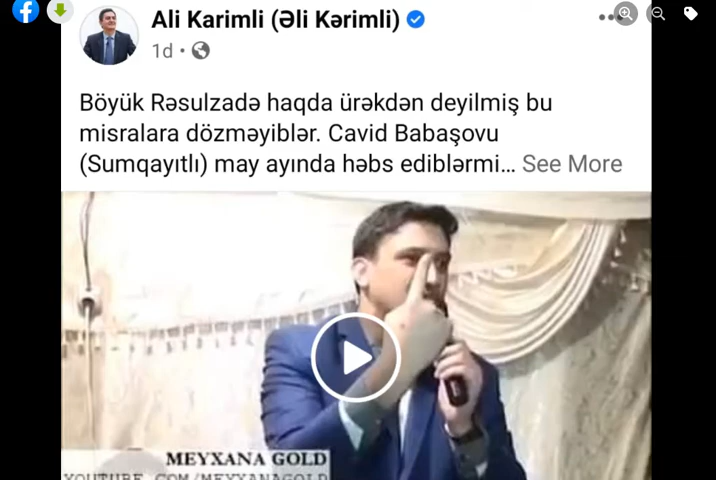 Ali Karimli (Əli Kərimli)
1d
Böyük Rəsulzadə haqda ürəkdən deyilmiş bu
misralara dözməyiblər. Cavid Babaşovu
(Sumqayıtlı) may ayında həbs ediblərmi... See More
MEYXANA GOLD
YOUTUBE.COM/MEYXANAGOLD